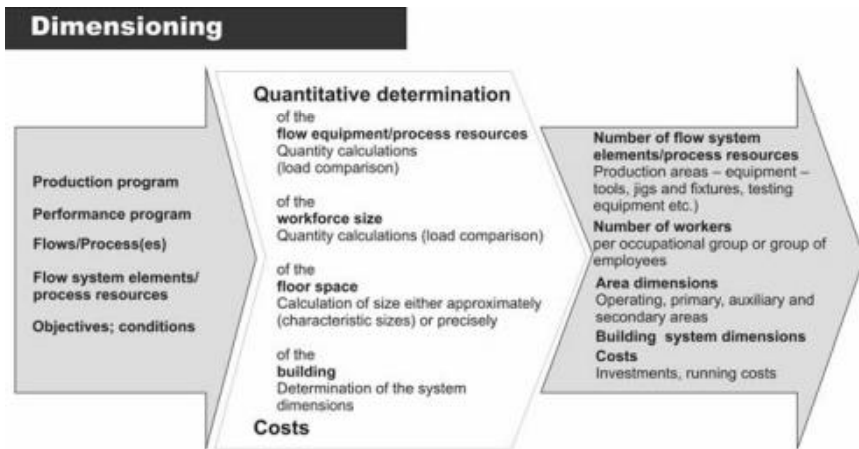 Dimensioning
Production program
Performance program
Flows/Process(es)
Flow system elements/
process resources
Objectives; conditions
Quantitative determination
of the
flow equipment/process resources
Quantity calculations
(load comparison)
of the
workforce size
Quantity calculations (load comparison)
of the
floor space
Calculation of size either approximately
(characteristic sizes) or precisely
of the
building
Determination of the system
dimensions
Costs
Number of flow system
elements/process resources
Production areas – equipment –
tools, jigs and fixtures, testing
equipment etc.)
Number of workers
per occupational group or group of
employees
Area dimensions
Operating, primary, auxiliary and
secondary areas
Building system dimensions
Costs
Investments, running costs